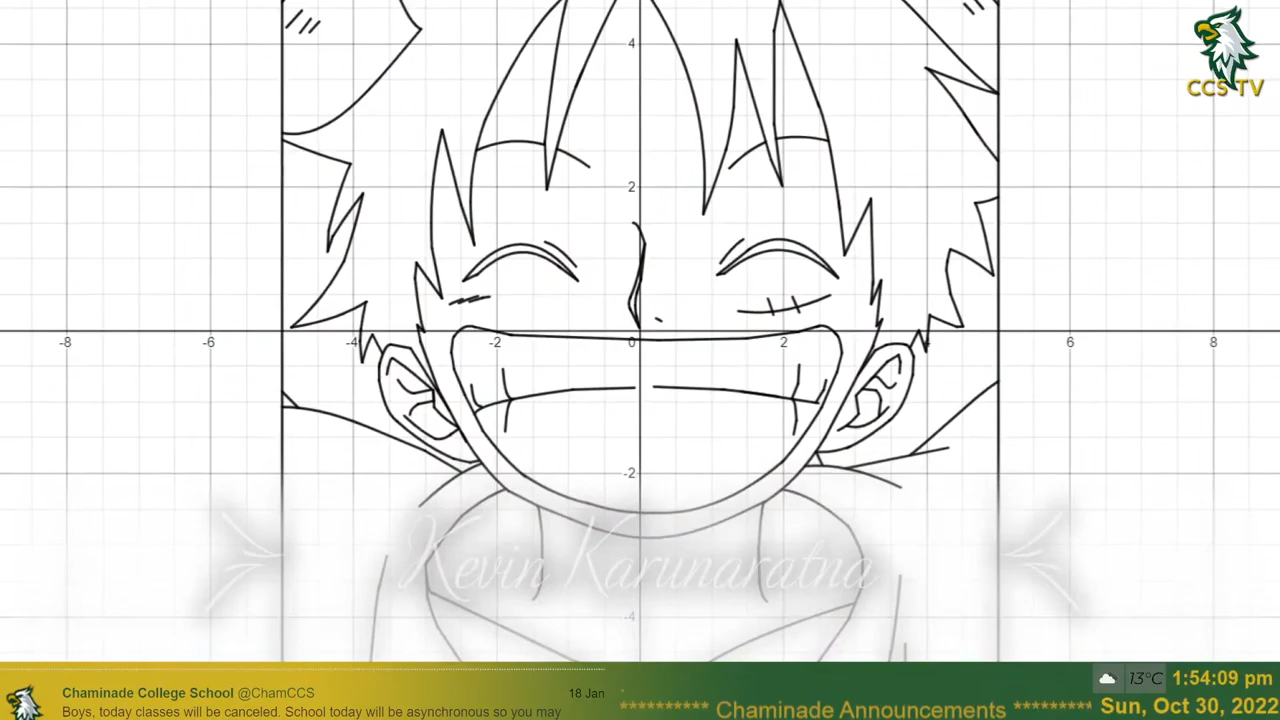 CCS TV
4
2
-8
-6
-4
-2
0
2
4
6
8
-2
-4
Kevin Karunaratna
Chaminade College School @ChamCCS
18 Jan
Boys, today classes will be canceled. School today will be asynchronous so you may
********** Chaminade Announcements *********
13°C
1:54:09 pm
Sun, Oct 30, 2022